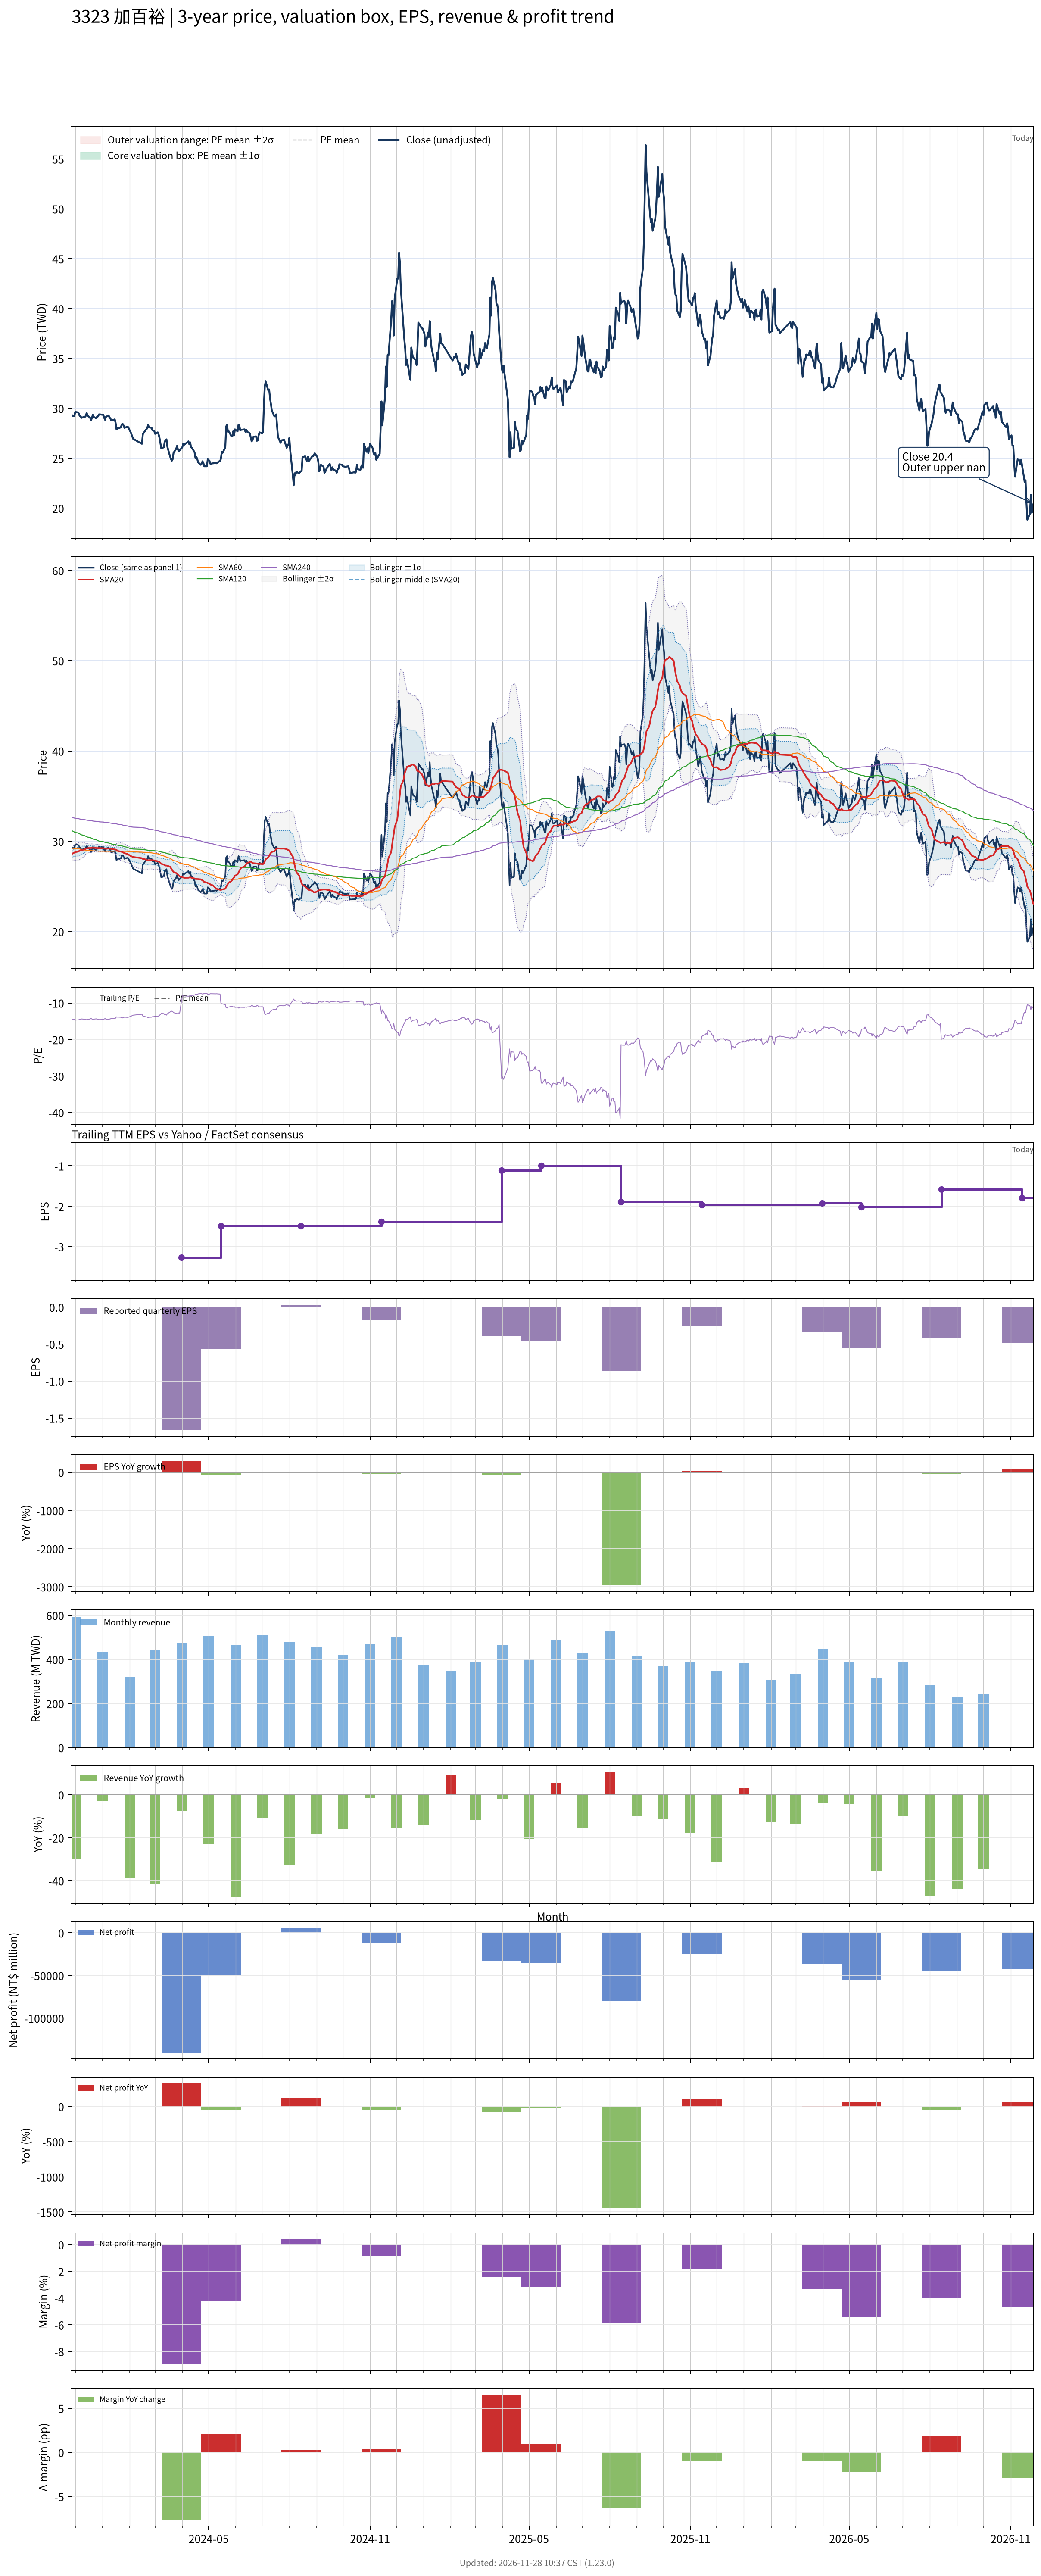 3323 加百裕 | 3-year price, valuation box, EPS, revenue & profit trend
Outer valuation range: PE mean ±2σ
Core valuation box: PE mean ±1σ
PE mean
Close (unadjusted)
Today
55
50
45
40
35
30
25
20
Price (TWD)
Close 20.4
Outer upper nan
Close (same as panel 1)
SMA20
SMA60
SMA120
SMA240
Bollinger ±2σ
Bollinger ±1σ
Bollinger middle (SMA20)
60
50
40
30
20
Price
Trailing P/E
P/E mean
-10
-20
-30
-40
P/E
Trailing TTM EPS vs Yahoo / FactSet consensus
Today
-1
-2
-3
EPS
Reported quarterly EPS
0.0
-0.5
-1.0
-1.5
EPS
EPS YoY growth
0
-1000
-2000
-3000
YoY (%)
Monthly revenue
600
400
200
0
Revenue (M TWD)
Revenue YoY growth
0
-20
-40
YoY (%)
Month
Net profit
0
-50000
-100000
Net profit (NT$ million)
Net profit YoY
0
-500
-1000
-1500
YoY (%)
Net profit margin
0
-2
-4
-6
-8
Margin (%)
Margin YoY change
5
0
-5
Δ margin (pp)
2024-05
2024-11
2025-05
2025-11
2026-05
2026-11
Updated: 2026-11-28 10:37 CST (1.23.0)